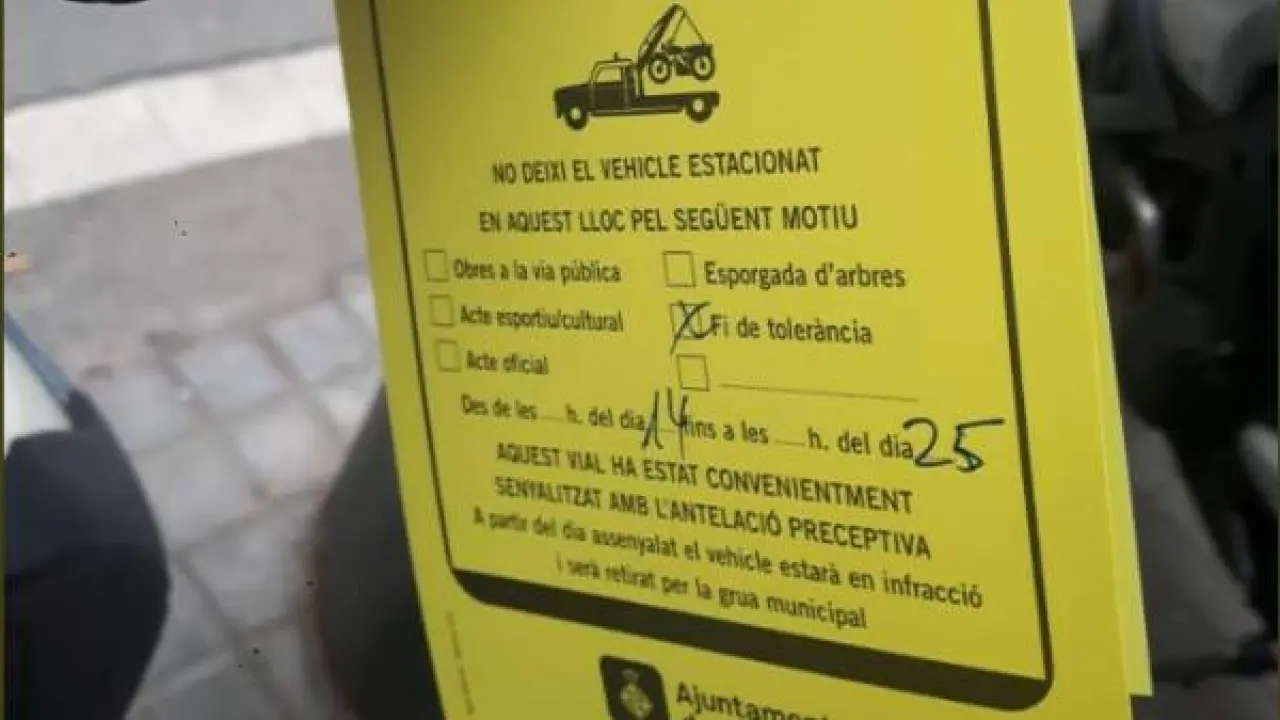 NO DEIXI EL VEHICLE ESTACIONAT
EN AQUEST LLOC PEL SEGÜENT MOTIU
Obres a la via pública
Esporgada d'arbres
Acte esportiu/cultural
Fi de tolerància
Acte oficial
Des de les h. del dia 14 fins a les h. del dia 25
AQUEST VIAL HA ESTAT CONVENIENTMENT
SENYALITZAT AMB L'ANTELACIÓ PRECEPTIVA
A partir del dia assenyalat el vehicle estarà en infracció
i serà retirat per la grua municipal